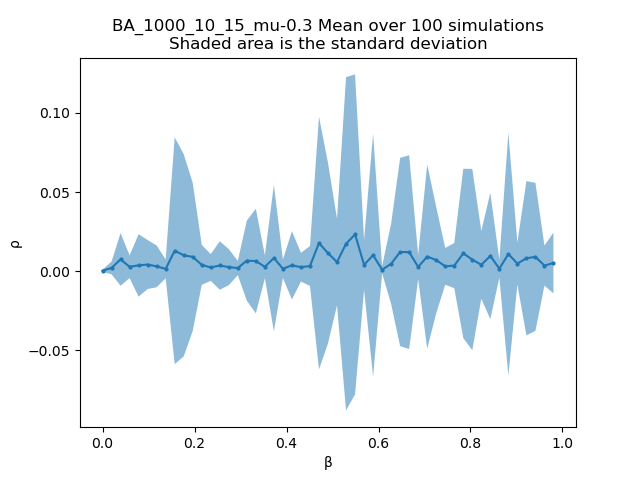 BA_1000_10_15_mu-0.3 Mean over 100 simulations
Shaded area is the standard deviation
0.10
0.05
0.00
−0.05
ρ
0.0 0.2 0.4 0.6 0.8 1.0
β